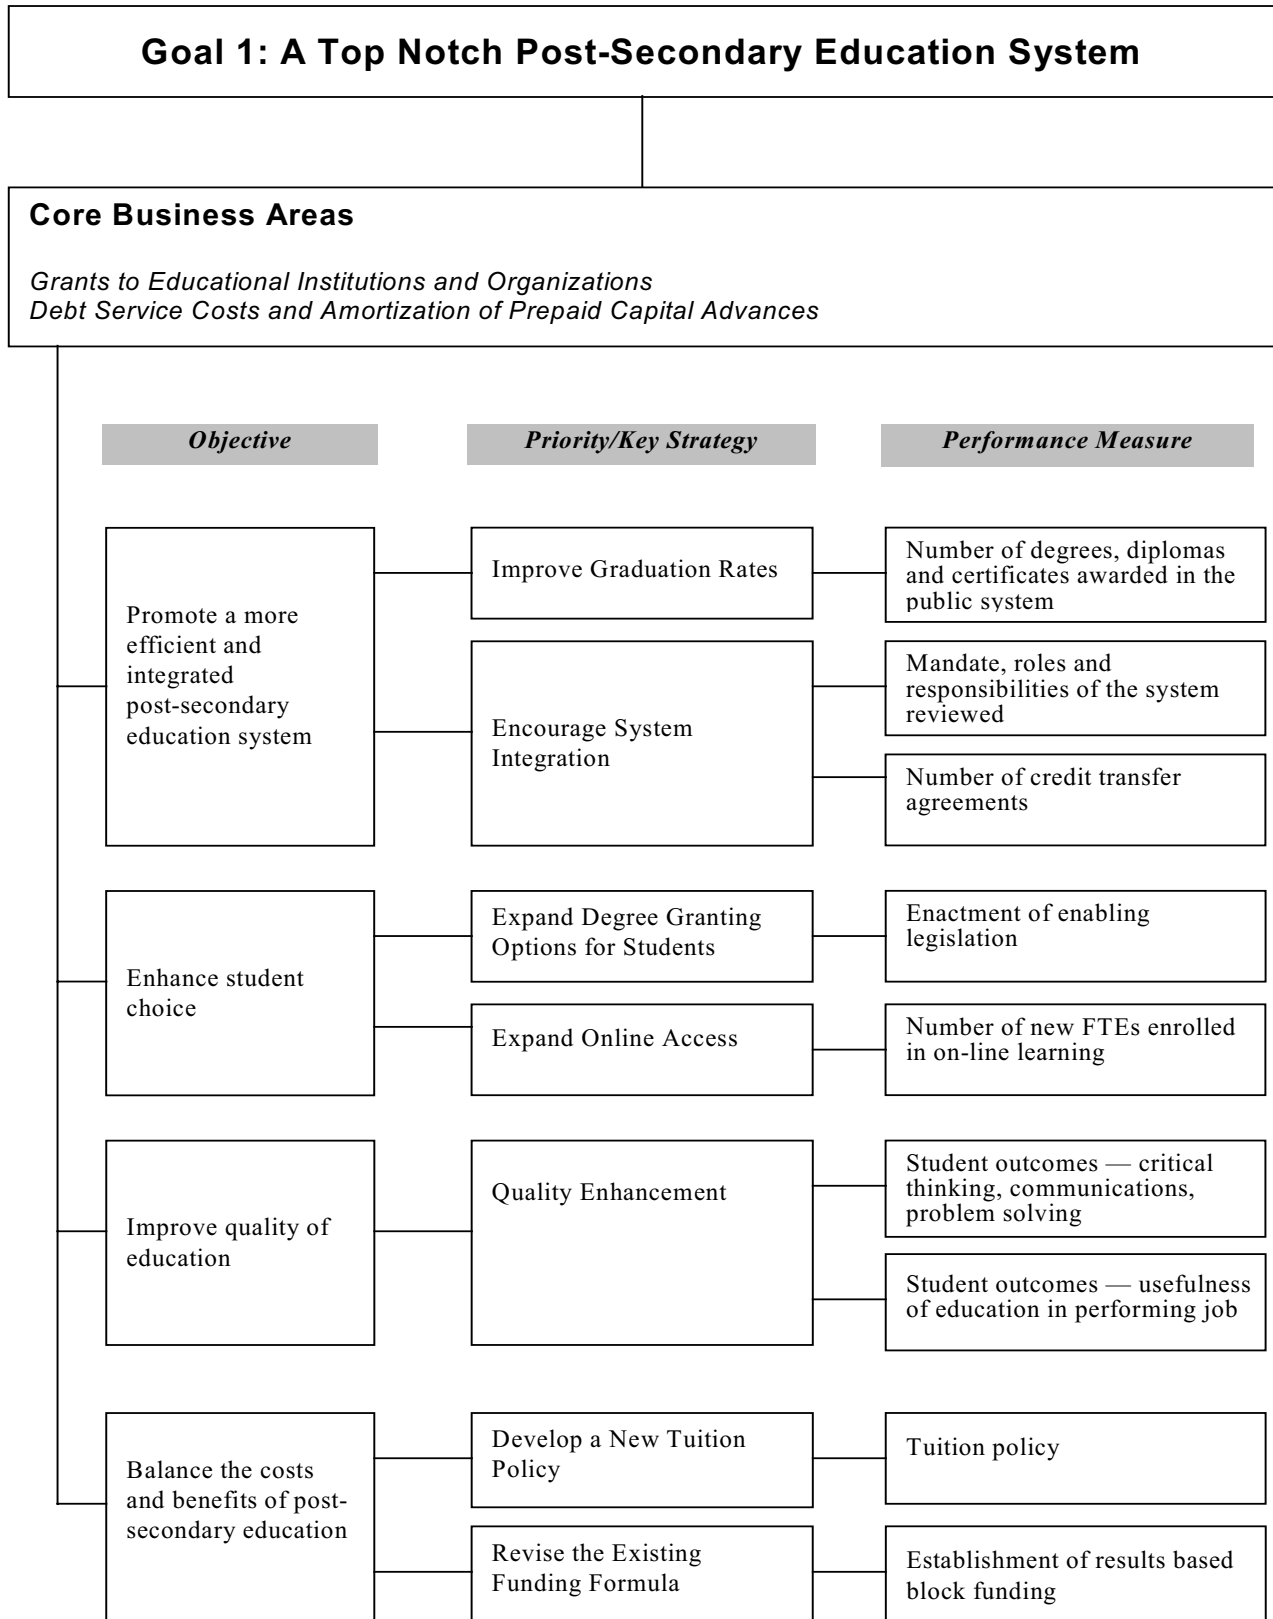 Goal 1: A Top Notch Post-Secondary Education System
Core Business Areas
Grants to Educational Institutions and Organizations
Debt Service Costs and Amortization of Prepaid Capital Advances
Objective
Priority/Key Strategy
Performance Measure
Promote a more
efficient and
integrated
post-secondary
education system
Improve Graduation Rates
Number of degrees, diplomas
and certificates awarded in the
public system
Encourage System
Integration
Mandate, roles and
responsibilities of the system
reviewed
Number of credit transfer
agreements
Enhance student
choice
Expand Degree Granting
Options for Students
Enactment of enabling
legislation
Expand Online Access
Number of new FTEs enrolled
in on-line learning
Improve quality of
education
Quality Enhancement
Student outcomes — critical
thinking, communications,
problem solving
Student outcomes — usefulness
of education in performing job
Balance the costs
and benefits of post-
secondary education
Develop a New Tuition
Policy
Tuition policy
Revise the Existing
Funding Formula
Establishment of results based
block funding